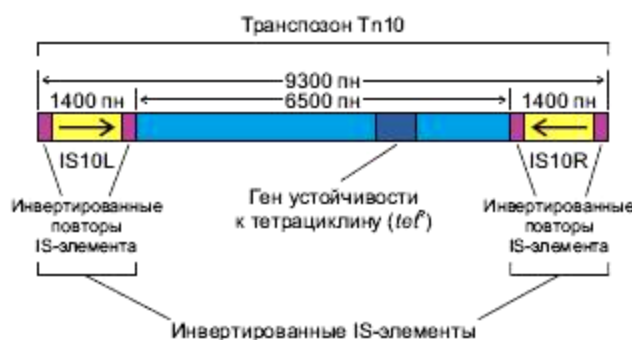 Транспозон Tn10
9300 пн
1400 пн
6500 пн
1400 пн
IS10L
IS10R
Инвертированные
повторы
IS-элемента
Ген устойчивости
к тетрациклину (tetᴿ)
Инвертированные
повторы
IS-элемента
Инвертированные IS-элементы